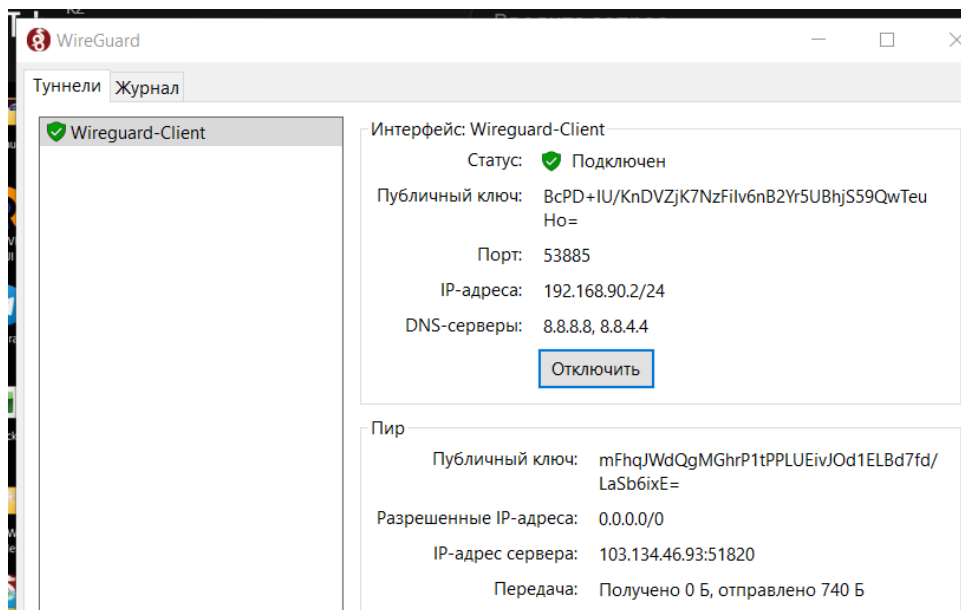 WireGuard
Туннели Журнал
Wireguard-Client
Интерфейс: Wireguard-Client
Статус: Подключен
Публичный ключ: BcPD+IU/KnDVZjK7NzFilv6nB2Yr5UBhjS59QwTeu
Ho=
Порт: 53885
IP-адреса: 192.168.90.2/24
DNS-серверы: 8.8.8.8, 8.8.4.4
Отключить
Пир
Публичный ключ: mFhqJWdQgMGhrP1tPPLUEivJOd1ELBd7fd/
LaSb6ixE=
Разрешенные IP-адреса: 0.0.0.0/0
IP-адрес сервера: 103.134.46.93:51820
Передача: Получено 0 Б, отправлено 740 Б